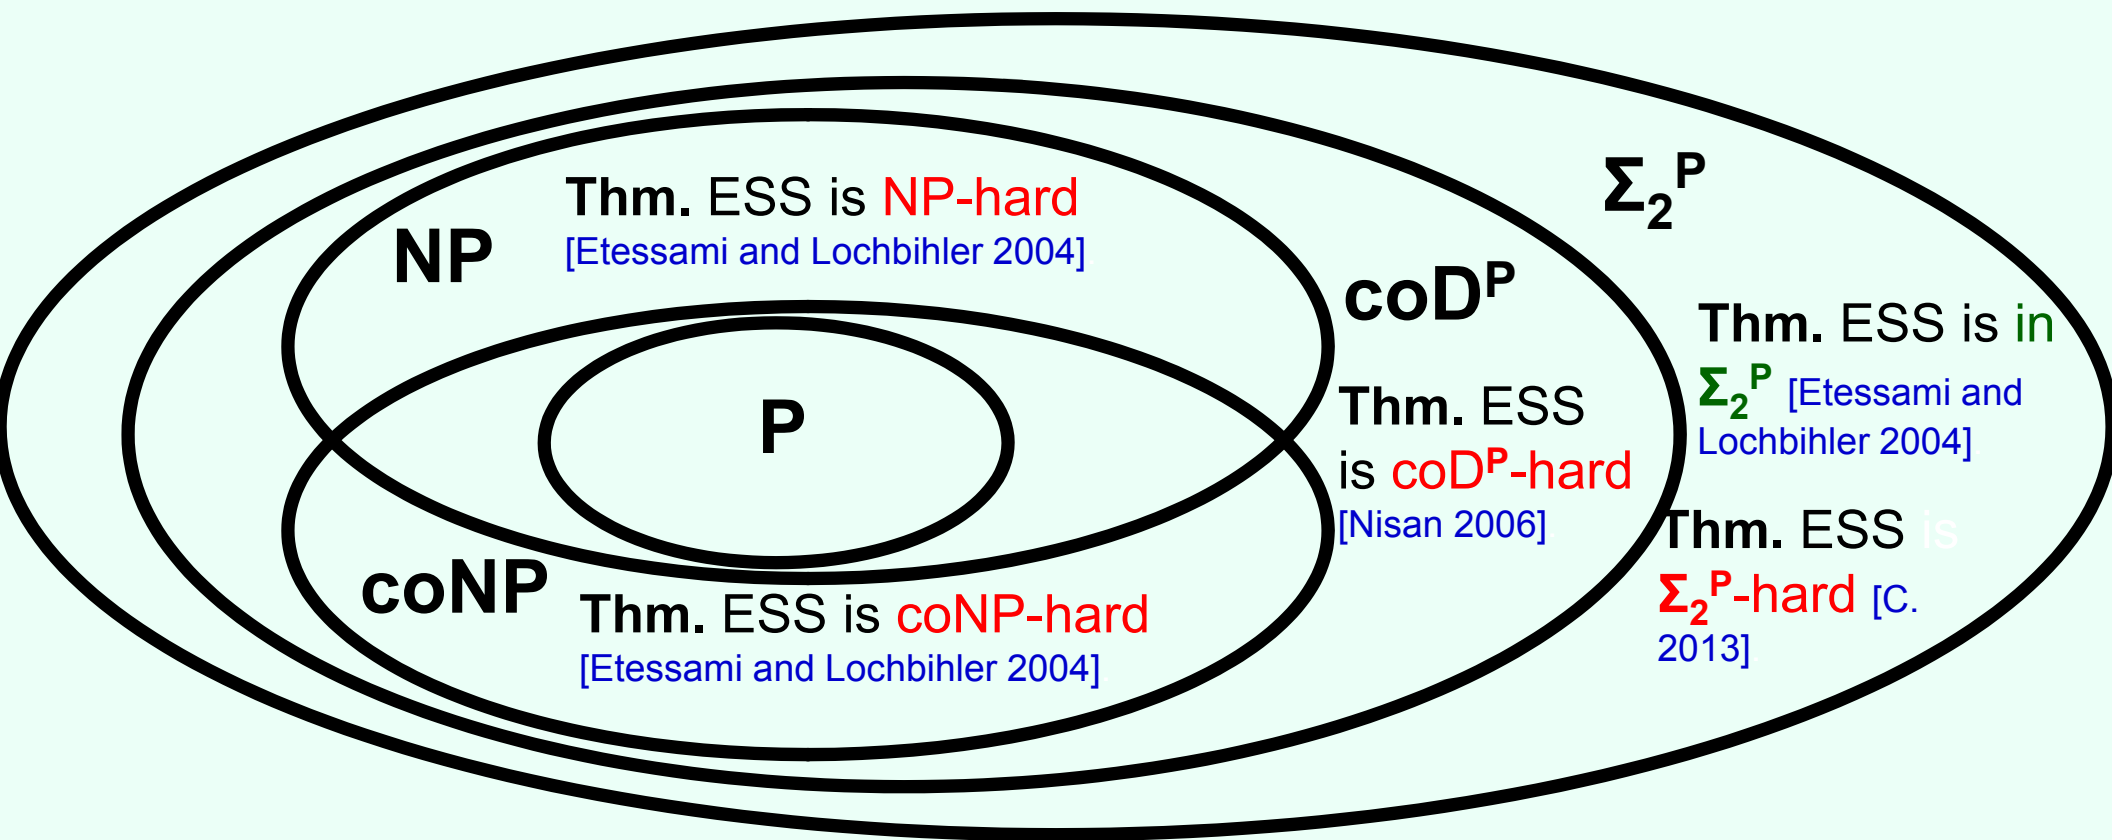 Σ₂ᴾ
Thm. ESS is NP-hard
[Etessami and Lochbihler 2004]
NP
coDᴾ
Thm. ESS is in
Σ₂ᴾ [Etessami and
Lochbihler 2004]
Thm. ESS
is coDᴾ-hard
[Nisan 2006]
P
Thm. ESS is
Σ₂ᴾ-hard [C.
2013]
coNP
Thm. ESS is coNP-hard
[Etessami and Lochbihler 2004]